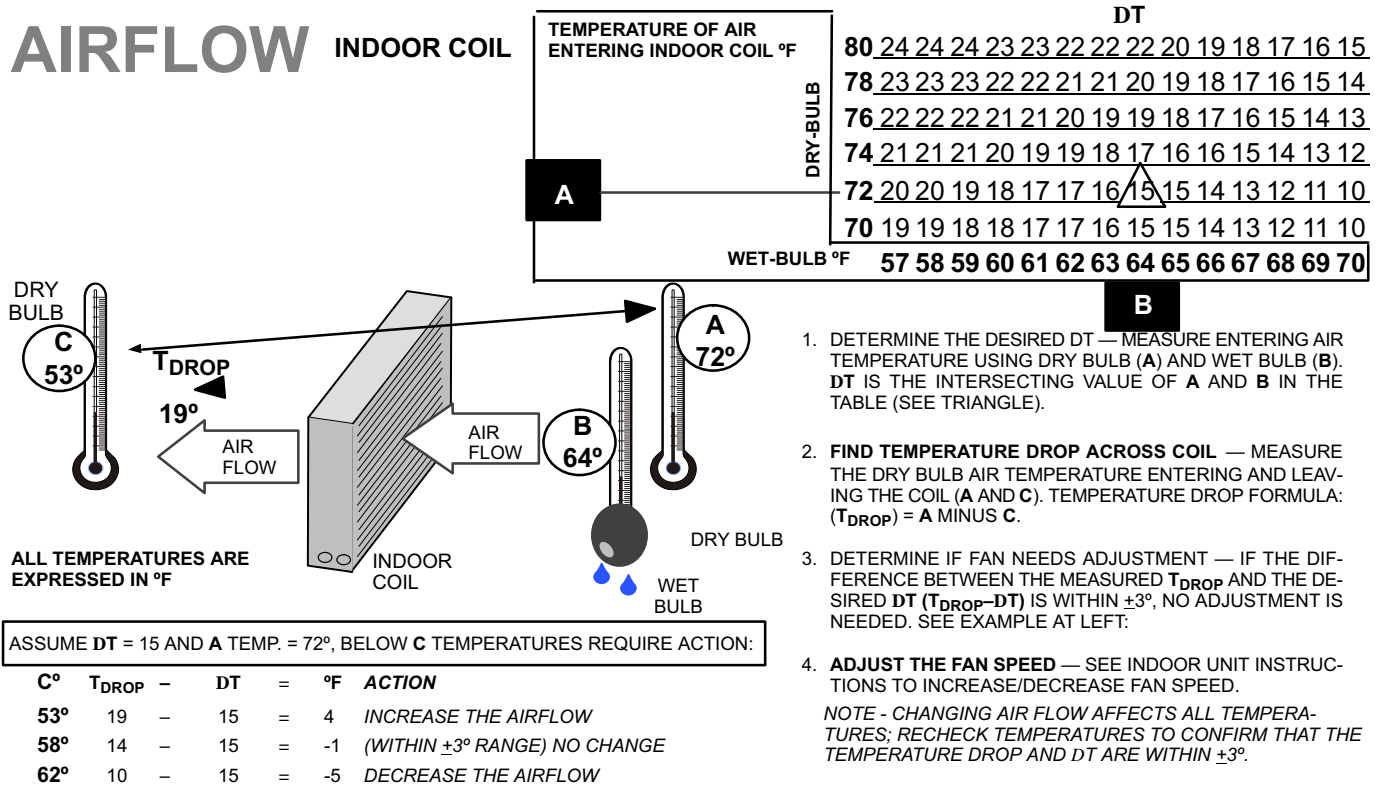 AIRFLOW INDOOR COIL
TEMPERATURE OF AIR
ENTERING INDOOR COIL ºF
DRY-BULB
DT
80 24 24 24 23 23 22 22 22 20 19 18 17 16 15
78 23 23 23 22 22 21 21 20 19 18 17 16 15 14
76 22 22 22 21 21 20 19 19 18 17 16 15 14 13
74 21 21 21 20 19 19 18 17 16 16 15 14 13 12
A
72 20 20 19 18 17 17 16 15 15 14 13 12 11 10
70 19 19 18 18 17 17 16 15 15 14 13 12 11 10
WET-BULB ºF 57 58 59 60 61 62 63 64 65 66 67 68 69 70
B
DRY
BULB
C
53º
TDROP
19º
AIR
FLOW
INDOOR
COIL
AIR
FLOW
B
64º
A
72º
DRY BULB
WET
BULB
ALL TEMPERATURES ARE
EXPRESSED IN ºF
ASSUME DT = 15 AND A TEMP. = 72º, BELOW C TEMPERATURES REQUIRE ACTION:
Cº TDROP – DT = ºF ACTION
53º 19 – 15 = 4 INCREASE THE AIRFLOW
58º 14 – 15 = -1 (WITHIN +3º RANGE) NO CHANGE
62º 10 – 15 = -5 DECREASE THE AIRFLOW
1. DETERMINE THE DESIRED DT — MEASURE ENTERING AIR
TEMPERATURE USING DRY BULB (A) AND WET BULB (B).
DT IS THE INTERSECTING VALUE OF A AND B IN THE
TABLE (SEE TRIANGLE).
2. FIND TEMPERATURE DROP ACROSS COIL — MEASURE
THE DRY BULB AIR TEMPERATURE ENTERING AND LEAV-
ING THE COIL (A AND C). TEMPERATURE DROP FORMULA:
(TDROP) = A MINUS C.
3. DETERMINE IF FAN NEEDS ADJUSTMENT — IF THE DIF-
FERENCE BETWEEN THE MEASURED TDROP AND THE DE-
SIRED DT (TDROP–DT) IS WITHIN +3º, NO ADJUSTMENT IS
NEEDED. SEE EXAMPLE AT LEFT:
4. ADJUST THE FAN SPEED — SEE INDOOR UNIT INSTRUC-
TIONS TO INCREASE/DECREASE FAN SPEED.
NOTE - CHANGING AIR FLOW AFFECTS ALL TEMPERA-
TURES; RECHECK TEMPERATURES TO CONFIRM THAT THE
TEMPERATURE DROP AND DT ARE WITHIN +3º.